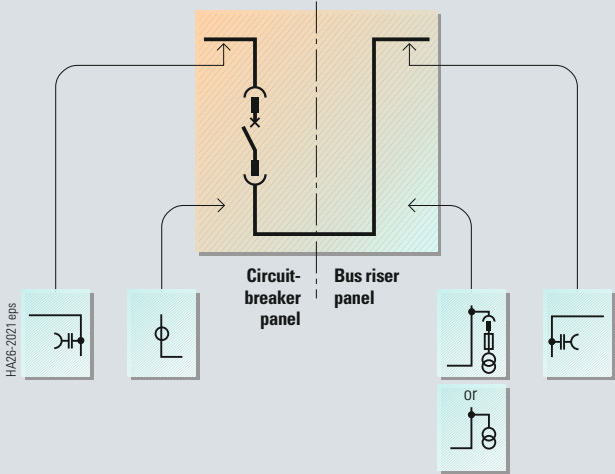 Circuit-
breaker
panel
Bus riser
panel
HA26-2021 eps
or